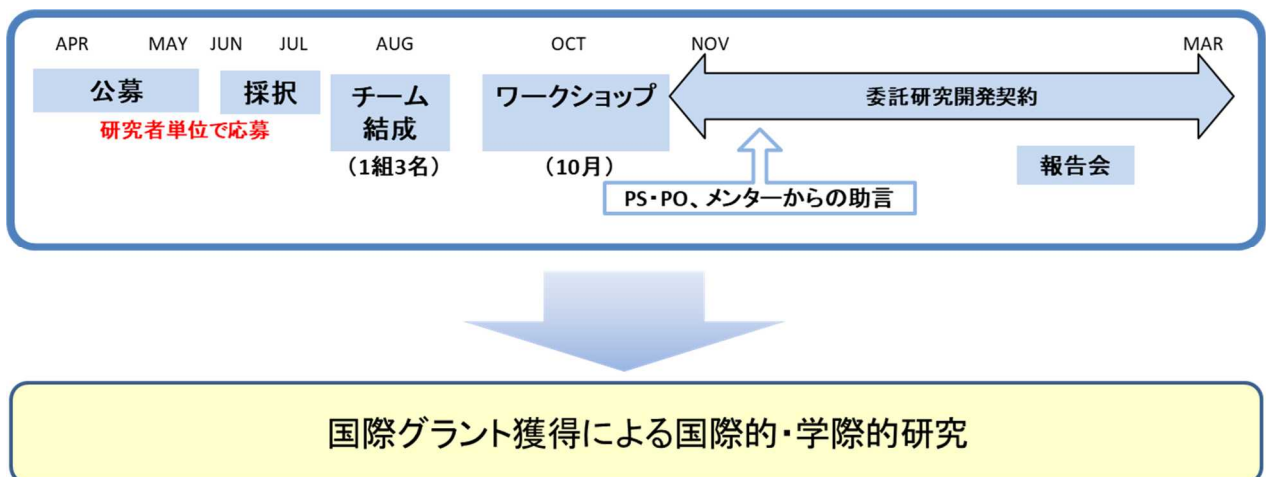 APR MAY JUN JUL AUG OCT NOV MAR
公募
採択
チーム
結成
ワークショップ
委託研究開発契約
研究者単位で応募
(1組3名)
(10月)
報告会
PS・PO、メンターからの助言
国際グラント獲得による国際的・学際的研究